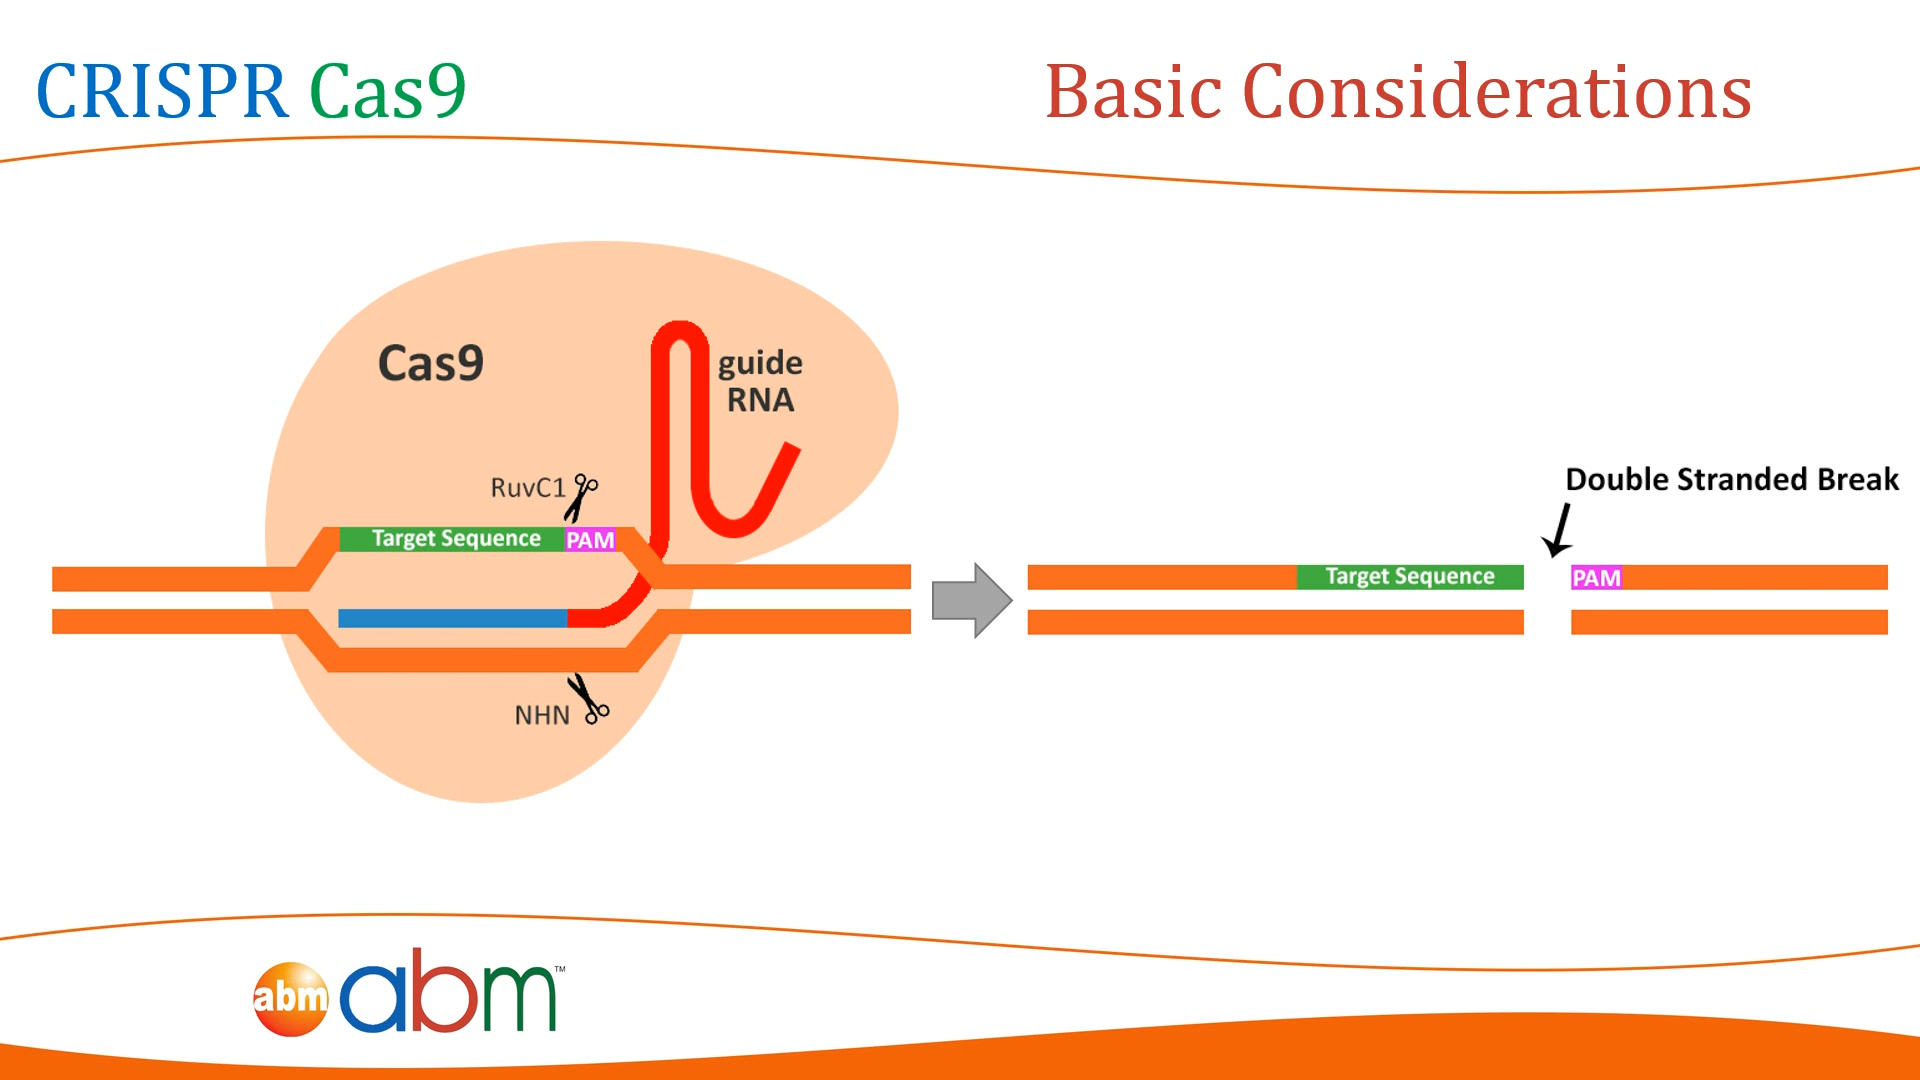 CRISPR Cas9
Basic Considerations
Cas9
guide
RNA
RuvC1
Target Sequence
PAM
NHN
Double Stranded Break
Target Sequence
PAM
abm
abm™